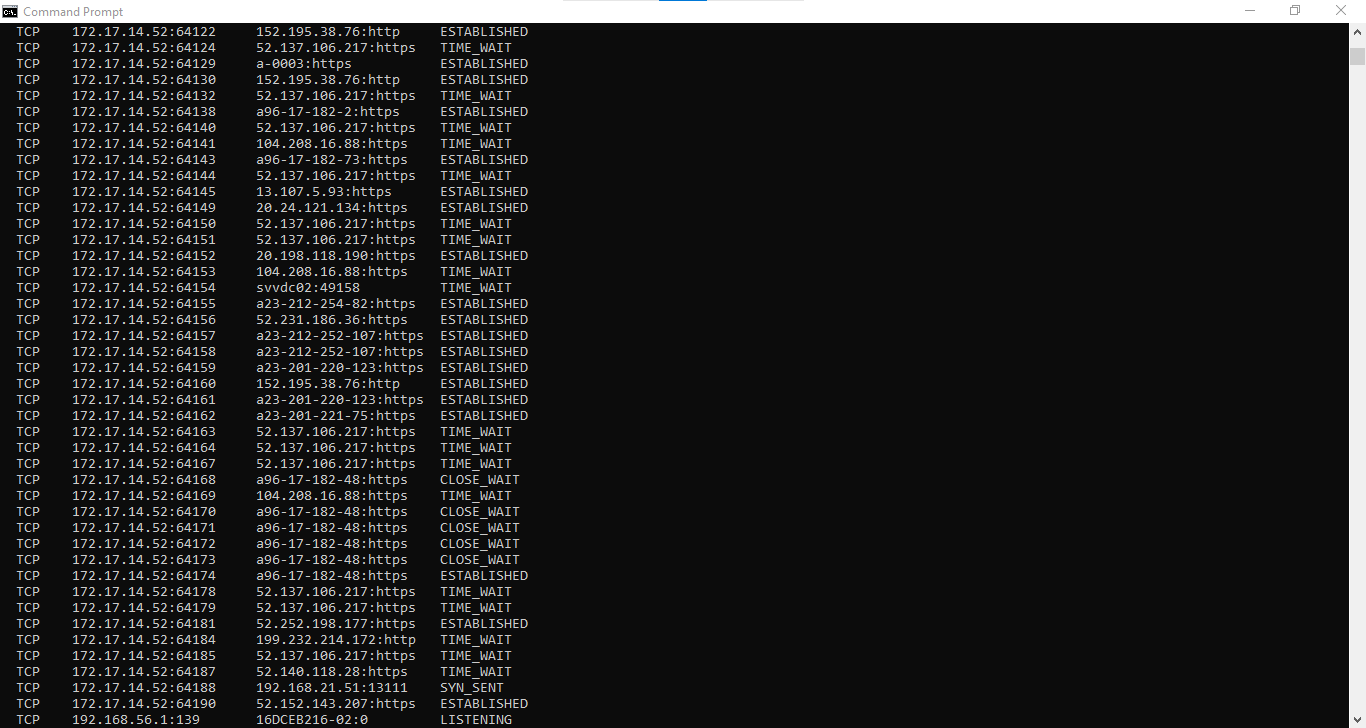 Command Prompt
TCP 172.17.14.52:64122 152.195.38.76:http ESTABLISHED
TCP 172.17.14.52:64124 52.137.106.217:https TIME_WAIT
TCP 172.17.14.52:64129 a-0003:https ESTABLISHED
TCP 172.17.14.52:64130 152.195.38.76:http ESTABLISHED
TCP 172.17.14.52:64132 52.137.106.217:https TIME_WAIT
TCP 172.17.14.52:64138 a96-17-182-2:https ESTABLISHED
TCP 172.17.14.52:64140 52.137.106.217:https TIME_WAIT
TCP 172.17.14.52:64141 104.208.16.88:https TIME_WAIT
TCP 172.17.14.52:64143 a96-17-182-73:https ESTABLISHED
TCP 172.17.14.52:64144 52.137.106.217:https TIME_WAIT
TCP 172.17.14.52:64145 13.107.5.93:https ESTABLISHED
TCP 172.17.14.52:64149 20.24.121.134:https ESTABLISHED
TCP 172.17.14.52:64150 52.137.106.217:https TIME_WAIT
TCP 172.17.14.52:64151 52.137.106.217:https TIME_WAIT
TCP 172.17.14.52:64152 20.198.118.190:https ESTABLISHED
TCP 172.17.14.52:64153 104.208.16.88:https TIME_WAIT
TCP 172.17.14.52:64154 svvdc02:49158 TIME_WAIT
TCP 172.17.14.52:64155 a23-212-254-82:https ESTABLISHED
TCP 172.17.14.52:64156 52.231.186.36:https ESTABLISHED
TCP 172.17.14.52:64157 a23-212-252-107:https ESTABLISHED
TCP 172.17.14.52:64158 a23-212-252-107:https ESTABLISHED
TCP 172.17.14.52:64159 a23-201-220-123:https ESTABLISHED
TCP 172.17.14.52:64160 152.195.38.76:http ESTABLISHED
TCP 172.17.14.52:64161 a23-201-220-123:https ESTABLISHED
TCP 172.17.14.52:64162 a23-201-221-75:https ESTABLISHED
TCP 172.17.14.52:64163 52.137.106.217:https TIME_WAIT
TCP 172.17.14.52:64164 52.137.106.217:https TIME_WAIT
TCP 172.17.14.52:64167 52.137.106.217:https TIME_WAIT
TCP 172.17.14.52:64168 a96-17-182-48:https CLOSE_WAIT
TCP 172.17.14.52:64169 104.208.16.88:https TIME_WAIT
TCP 172.17.14.52:64170 a96-17-182-48:https CLOSE_WAIT
TCP 172.17.14.52:64171 a96-17-182-48:https CLOSE_WAIT
TCP 172.17.14.52:64172 a96-17-182-48:https CLOSE_WAIT
TCP 172.17.14.52:64173 a96-17-182-48:https CLOSE_WAIT
TCP 172.17.14.52:64174 a96-17-182-48:https ESTABLISHED
TCP 172.17.14.52:64178 52.137.106.217:https TIME_WAIT
TCP 172.17.14.52:64179 52.137.106.217:https TIME_WAIT
TCP 172.17.14.52:64181 52.252.198.177:https ESTABLISHED
TCP 172.17.14.52:64184 199.232.214.172:http TIME_WAIT
TCP 172.17.14.52:64185 52.137.106.217:https TIME_WAIT
TCP 172.17.14.52:64187 52.140.118.28:https TIME_WAIT
TCP 172.17.14.52:64188 192.168.21.51:13111 SYN_SENT
TCP 172.17.14.52:64190 52.152.143.207:https ESTABLISHED
TCP 192.168.56.1:139 16DCEB216-02:0 LISTENING